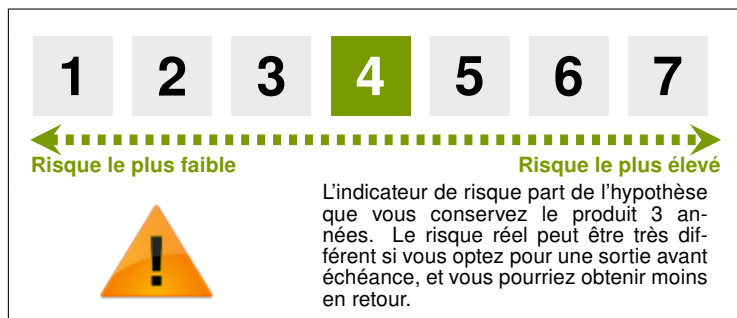 1 2 3 4 5 6 7
Risque le plus faible Risque le plus élevé
L'indicateur de risque part de l'hypothèse
que vous conservez le produit 3 an-
nées. Le risque réel peut être très dif-
férent si vous optez pour une sortie avant
échéance, et vous pourriez obtenir moins
en retour.
!